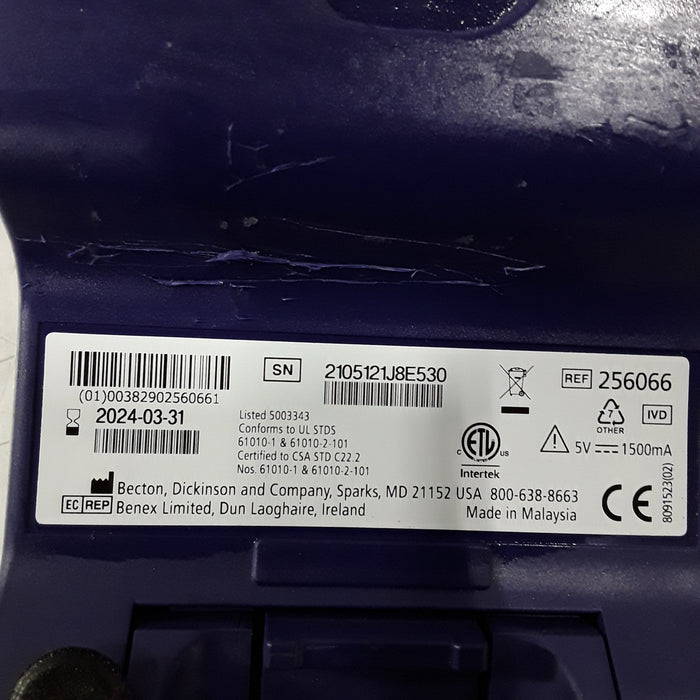 (01)00382902560661
SN
2105121J8E530
REF 256066
2024-03-31
Listed 5003343
Conforms to UL STDS
61010-1 & 61010-2-101
Certified to CSA STD C22.2
Nos. 61010-1 & 61010-2-101
C ETL US
Intertek
OTHER
7
IVD
5V 1500mA
Becton, Dickinson and Company, Sparks, MD 21152 USA 800-638-8663
EC REP Benex Limited, Dun Laoghaire, Ireland
Made in Malaysia
CE
8091523(02)